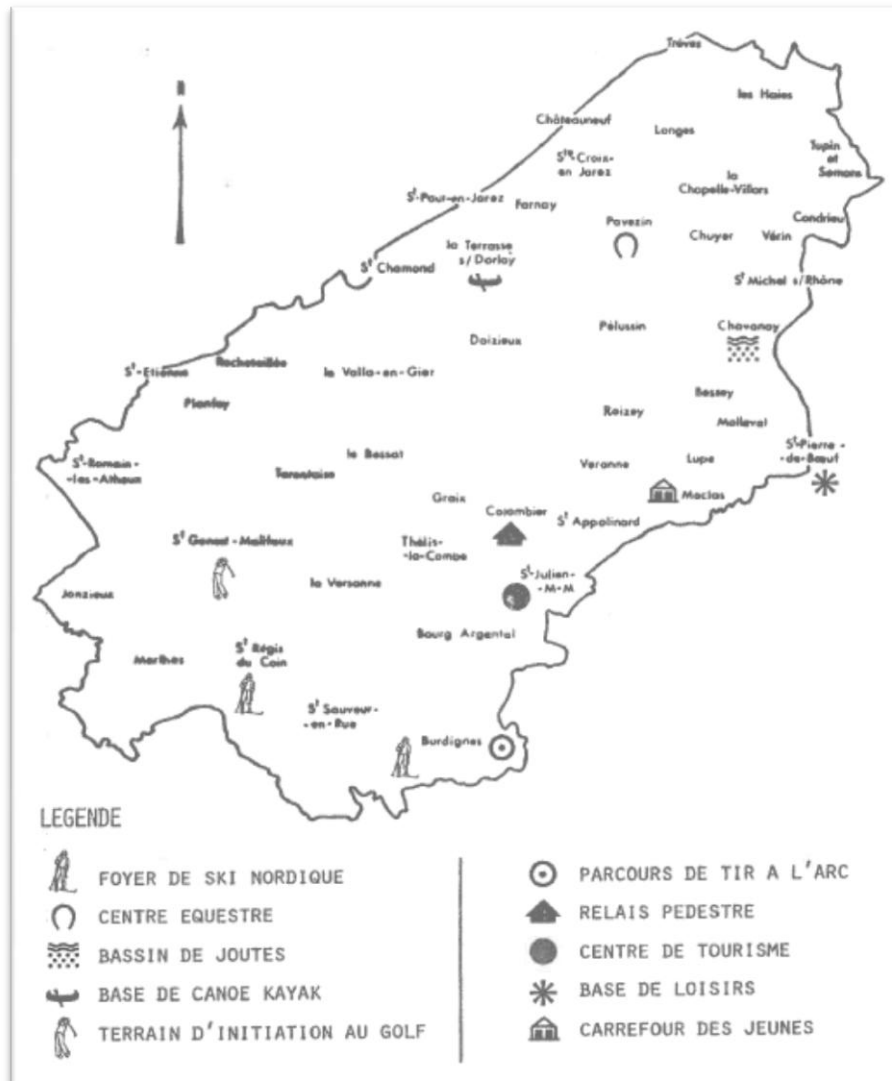 Trèves
les Haies
Châteauneuf
Longes
Tupin
et
Semons
Ste-Croix-
en Jarez
la
Chapelle-Villars
St-Paur-en-Jarez
Farnay
Pavezin
Condrieu
Chuyer
Vérin
la Terrasse
s/Dorlay
St Chamond
St Michel s/Rhône
Doizieux
Pélussin
Chavanay
St-Etienne
Rochetaillée
la Valla-en-Gier
Planfoy
Bessey
Roizey
Malleval
St-Pierre-
-de-Bœuf
St-Romain-
-les-Atheux
le Bessat
Tarentaise
Veranne
Lupe
Maclas
Graix
Colombier
St Appolinard
St Genest-Malifaux
Thélis-
-la-Combe
St-Julien-
-M-M
Jonzieux
la Versanne
Bourg Argental
Marlhes
St Régis
du Coin
St Sauveur-
-en-Rue
Burdignes
LEGENDE
FOYER DE SKI NORDIQUE
CENTRE EQUESTRE
BASSIN DE JOUTES
BASE DE CANOE KAYAK
TERRAIN D'INITIATION AU GOLF
PARCOURS DE TIR A L'ARC
RELAIS PEDESTRE
CENTRE DE TOURISME
BASE DE LOISIRS
CARREFOUR DES JEUNES